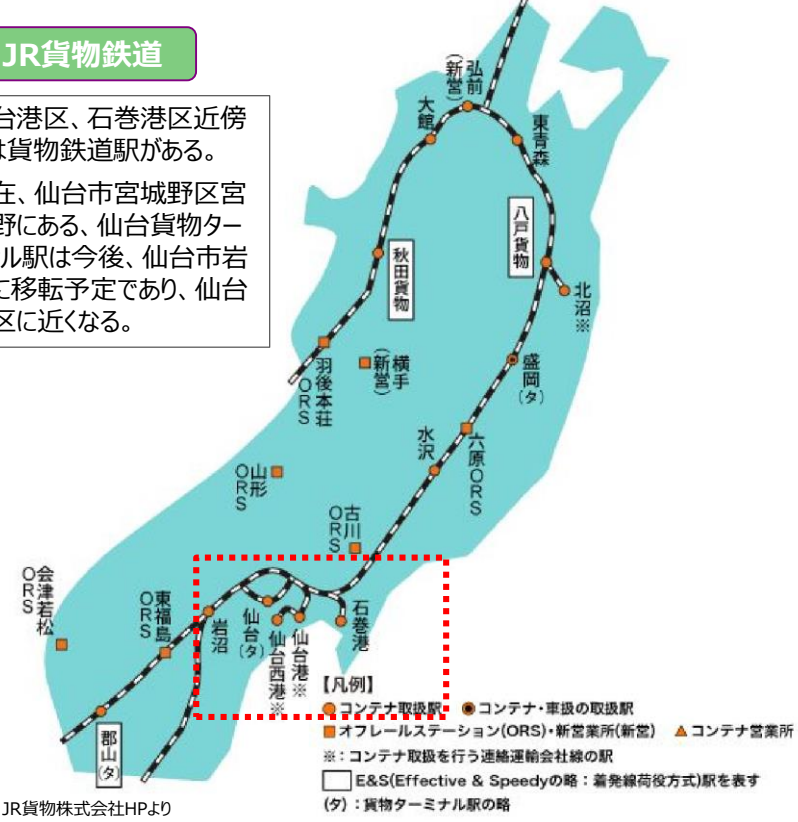 JR貨物鉄道
台港区、石巻港区近傍
は貨物鉄道駅がある。
在、仙台市宮城野区宮
野にある、仙台貨物ター
ル駅は今後、仙台市岩
に移転予定であり、仙台
区に近くなる。
弘前
(新営)
大館
東青森
八戸貨物
秋田貨物
北沼※
盛岡
(タ)
羽後本荘
ORS
横手
(新営)
水沢
六原ORS
山形
ORS
古川
ORS
会津若松
ORS
東福島
ORS
岩沼
仙台
(タ)
仙台西港※
仙台港※
石巻港
郡山
(タ)
【凡例】
コンテナ取扱駅 コンテナ・車扱の取扱駅
オフレールステーション(ORS)・新営業所(新営) コンテナ営業所
※：コンテナ取扱を行う連絡運輸会社線の駅
E&S(Effective & Speedyの略：着発線荷役方式)駅を表す
(タ)：貨物ターミナル駅の略
JR貨物株式会社HPより